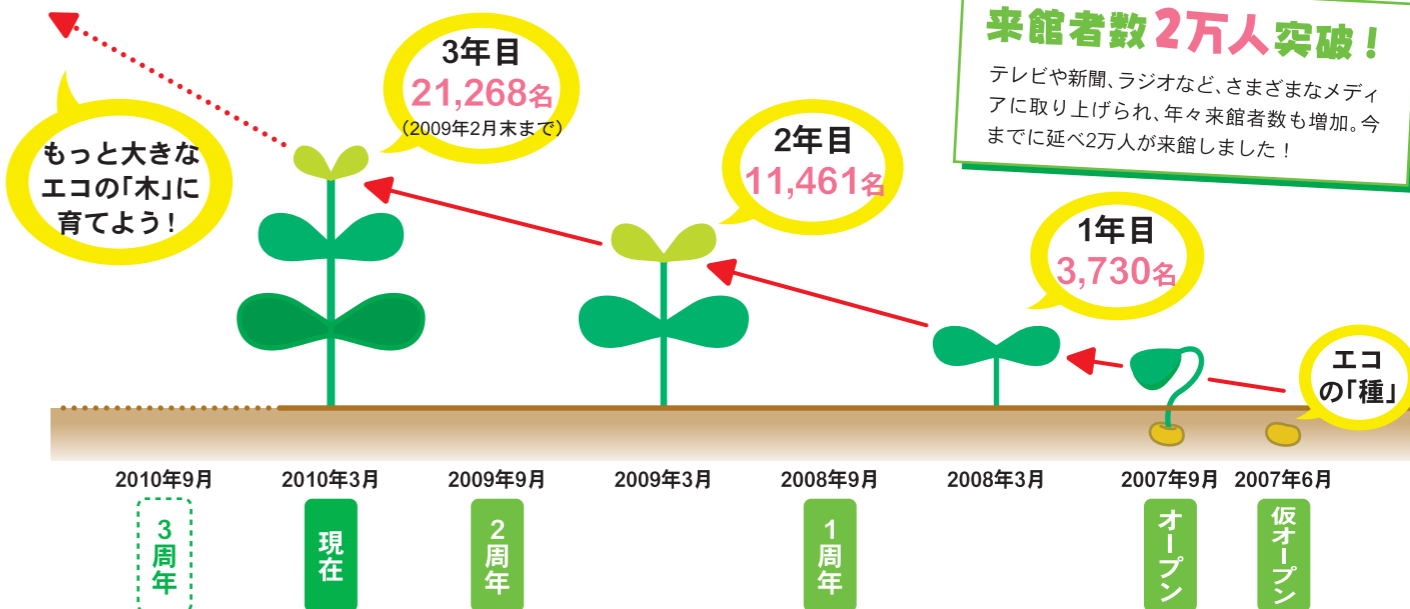 来館者数2万人突破！
テレビや新聞、ラジオなど、さまざまなメディ
アに取り上げられ、年々来館者数も増加。今
までに延べ2万人が来館しました！
3年目
21,268名
（2009年2月末まで）
2年目
11,461名
1年目
3,730名
もっと大きな
エコの「木」に
育てよう！
エコ
の「種」
2010年9月
2010年3月
2009年9月
2009年3月
2008年9月
2008年3月
2007年9月
2007年6月
3周年
現在
2周年
1周年
オープン
仮オープン